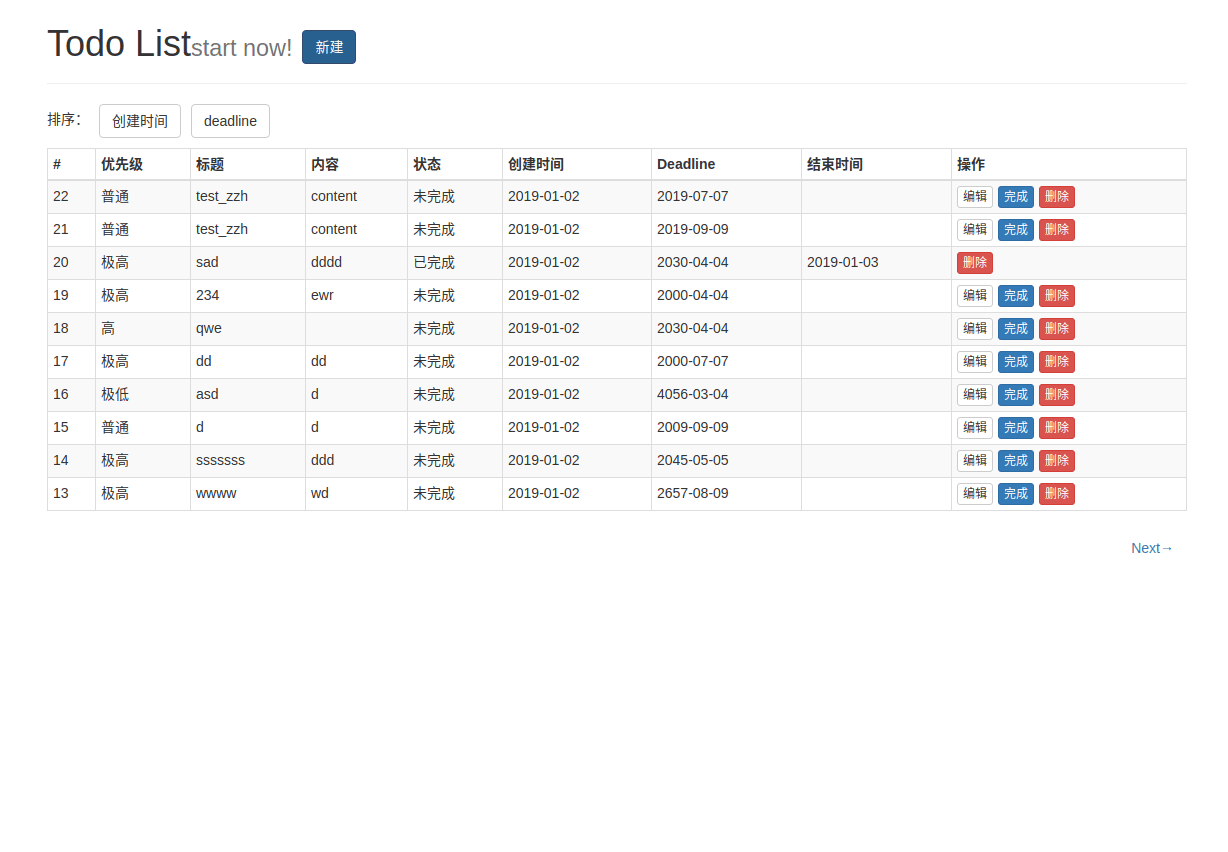 Todo Liststart now! 新建
排序： 创建时间 deadline
# 优先级 标题 内容 状态 创建时间 Deadline 结束时间 操作
22 普通 test_zzh content 未完成 2019-01-02 2019-07-07 编辑 完成 删除
21 普通 test_zzh content 未完成 2019-01-02 2019-09-09 编辑 完成 删除
20 极高 sad dddd 已完成 2019-01-02 2030-04-04 2019-01-03 删除
19 极高 234 ewr 未完成 2019-01-02 2000-04-04 编辑 完成 删除
18 高 qwe 未完成 2019-01-02 2030-04-04 编辑 完成 删除
17 极高 dd dd 未完成 2019-01-02 2000-07-07 编辑 完成 删除
16 极低 asd d 未完成 2019-01-02 4056-03-04 编辑 完成 删除
15 普通 d d 未完成 2019-01-02 2009-09-09 编辑 完成 删除
14 极高 sssssss ddd 未完成 2019-01-02 2045-05-05 编辑 完成 删除
13 极高 wwww wd 未完成 2019-01-02 2657-08-09 编辑 完成 删除
Next→